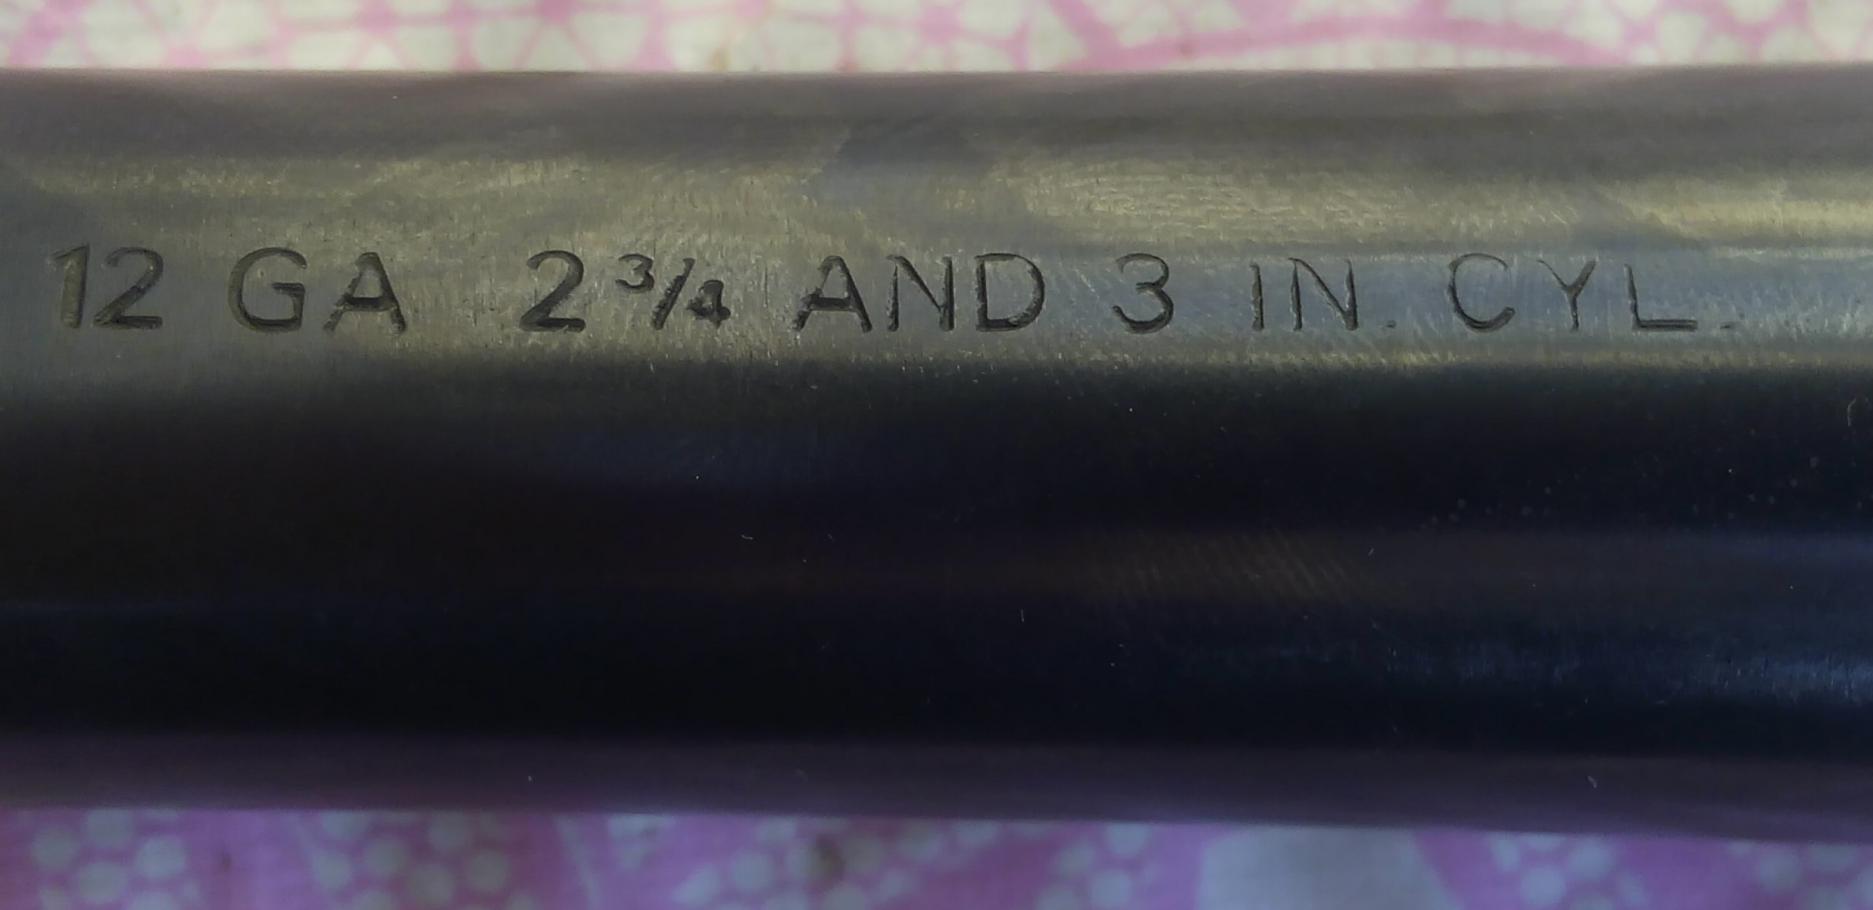 12 GA 2 3/4 AND 3 IN. CYL.